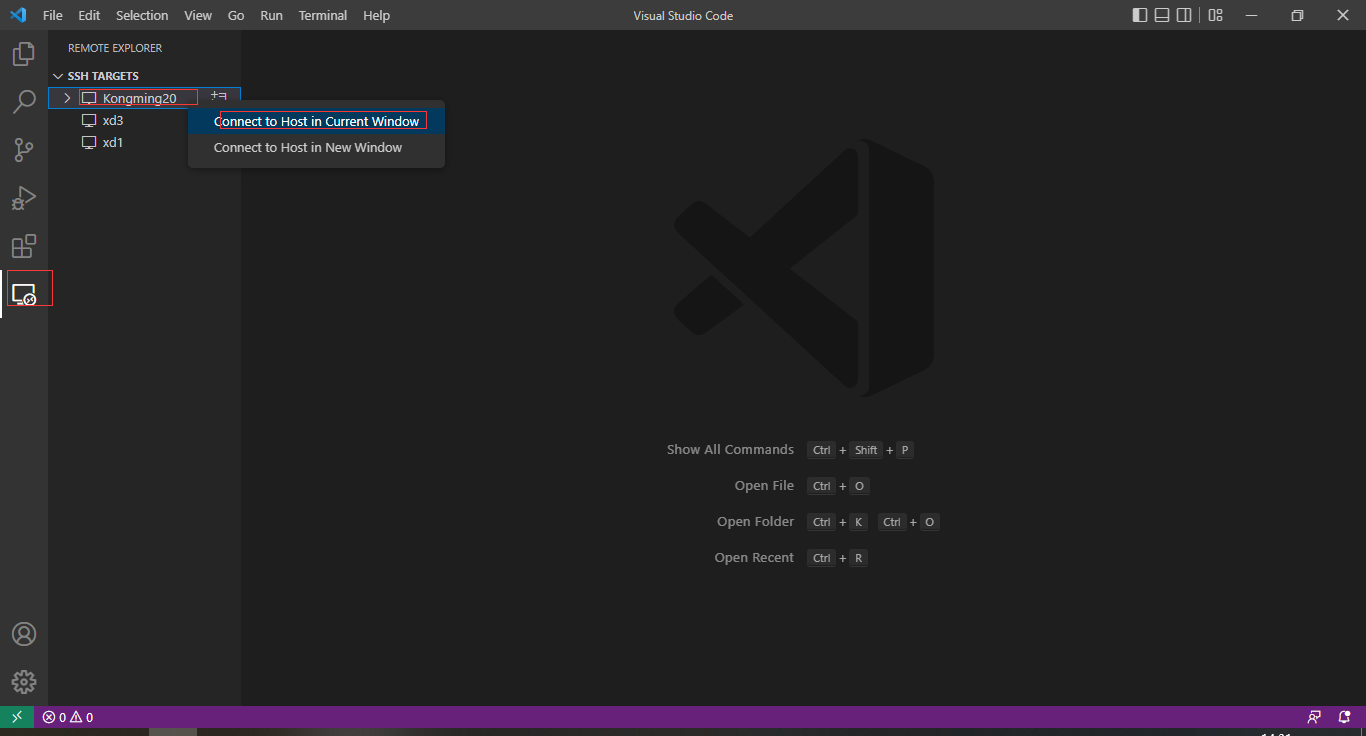 File Edit Selection View Go Run Terminal Help
Visual Studio Code
REMOTE EXPLORER
SSH TARGETS
Kongming20
xd3
xd1
Connect to Host in Current Window
Connect to Host in New Window
Show All Commands Ctrl + Shift + P
Open File Ctrl + O
Open Folder Ctrl + K Ctrl + O
Open Recent Ctrl + R
0 0